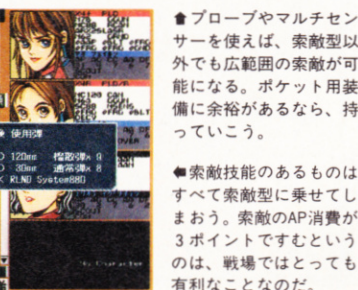 ⬆プローブやマルチセン
サーを使えば、索敵型以
外でも広範囲の索敵が可
能になる。ポケット用装
備に余裕があるなら、持
っていこう。
⬅索敵技能のあるものは
すべて索敵型に乗せてし
まおう。索敵のAP消費が
3ポイントですむという
のは、戦場ではとっても
有利なことなのだ。
使用弾
120mm 榴散弾× 9
30mm 通常弾× 8